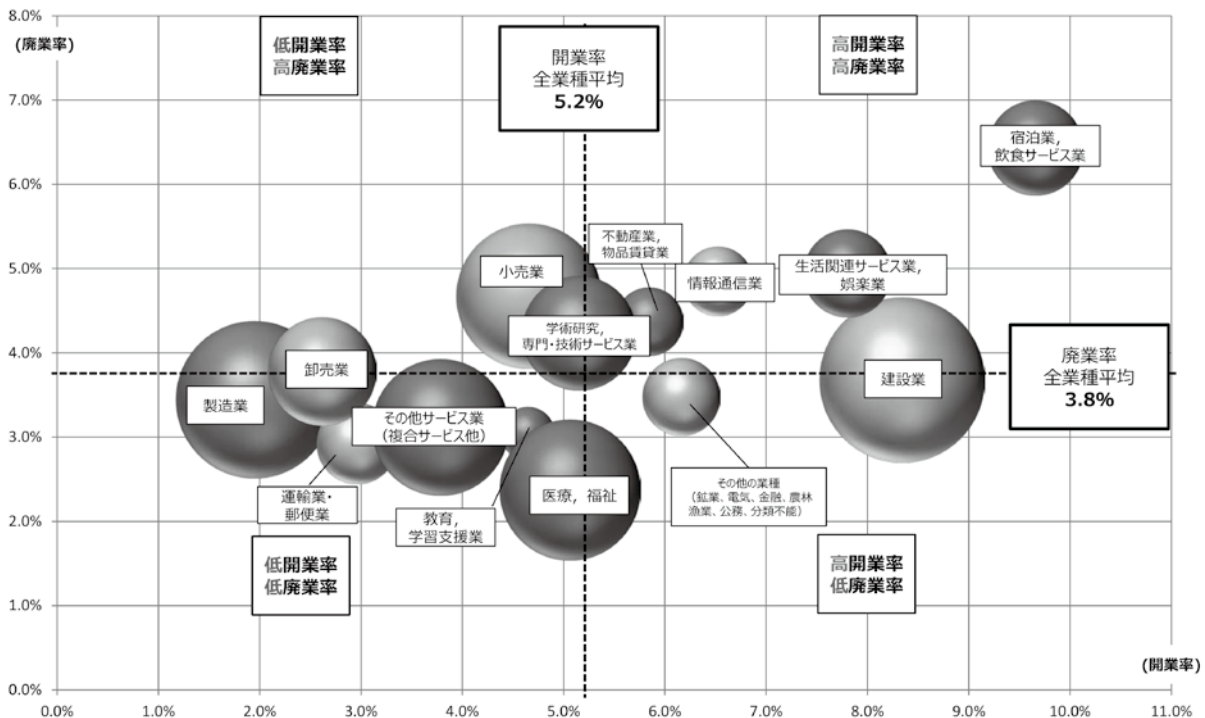 8.0%
(廃業率)
7.0%
6.0%
5.0%
4.0%
3.0%
2.0%
1.0%
0.0%
低開業率
高廃業率
開業率
全業種平均
5.2%
高開業率
高廃業率
宿泊業，
飲食サービス業
不動産業，
物品賃貸業
小売業
情報通信業
生活関連サービス業，
娯楽業
学術研究，
専門・技術サービス業
卸売業
製造業
建設業
廃業率
全業種平均
3.8%
その他サービス業
（複合サービス他）
運輸業・
郵便業
教育，
学習支援業
医療，福祉
その他の業種
（鉱業、電気、金融、農林
漁業、公務、分類不能）
低開業率
低廃業率
高開業率
低廃業率
(開業率)
0.0%
1.0%
2.0%
3.0%
4.0%
5.0%
6.0%
7.0%
8.0%
9.0%
10.0%
11.0%